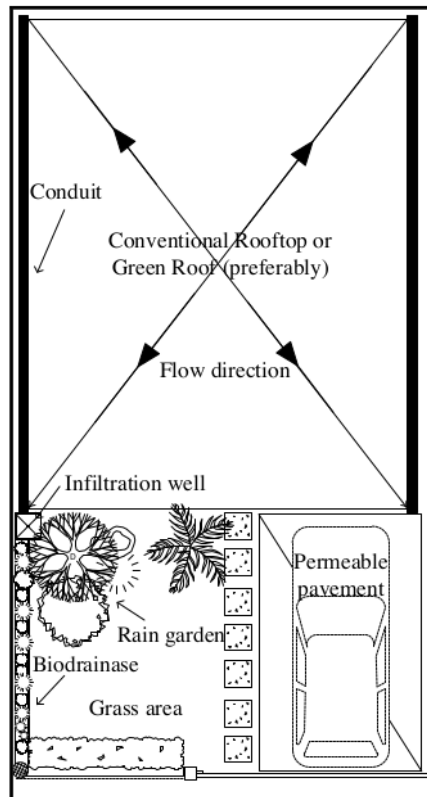 Conduit
Conventional Rooftop or
Green Roof (preferably)
Flow direction
Infiltration well
Permeable
pavement
Rain garden
Biodrainase
Grass area